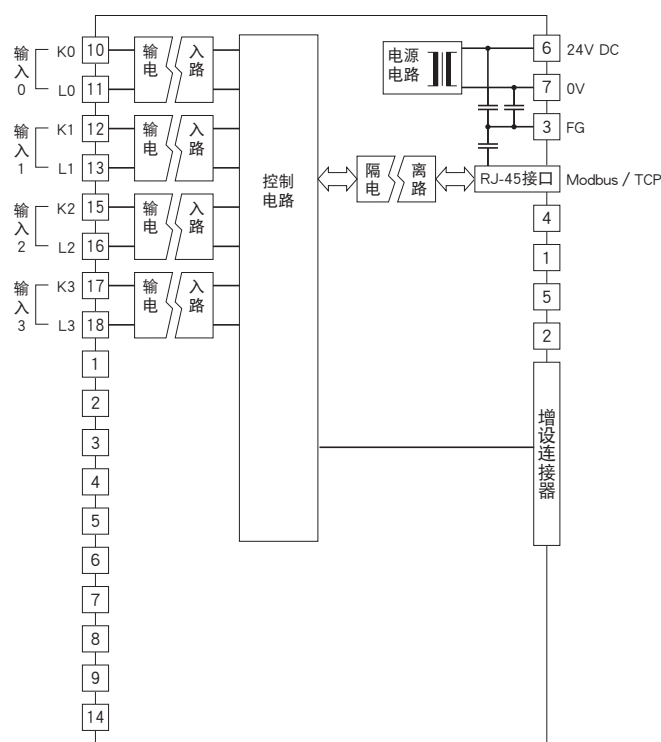 输入0
K0
10
L0
11
输入1
K1
12
L1
13
输入2
K2
15
L2
16
输入3
K3
17
L3
18
1
2
3
4
5
6
7
8
9
14
输入
电路
输入
电路
输入
电路
输入
电路
控制
电路
隔离
电路
电源
电路
6
24V DC
7
0V
3
FG
RJ-45接口
Modbus / TCP
4
1
5
2
增设连接器